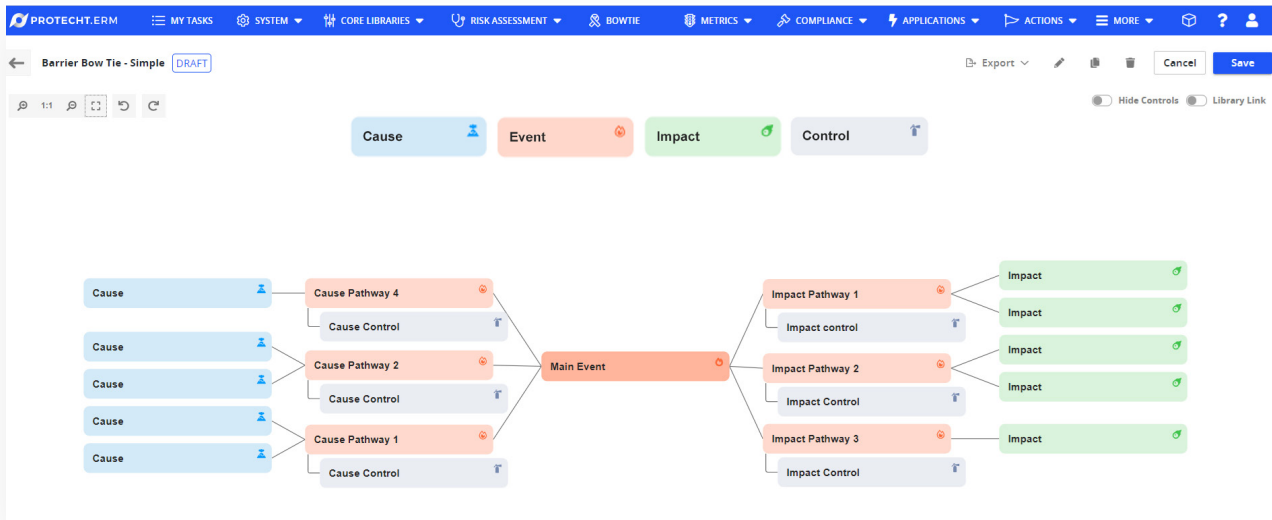 PROTECHT.ERM MY TASKS SYSTEM CORE LIBRARIES RISK ASSESSMENT BOWTIE METRICS COMPLIANCE APPLICATIONS ACTIONS MORE ?
Barrier Bow Tie - Simple DRAFT Export Cancel Save
1:1 Hide Controls Library Link
Cause Event Impact Control
Cause
Cause
Cause
Cause
Cause
Cause Pathway 4
Cause Control
Cause Pathway 2
Cause Control
Cause Pathway 1
Cause Control
Main Event
Impact Pathway 1
Impact control
Impact Pathway 2
Impact Control
Impact Pathway 3
Impact Control
Impact
Impact
Impact
Impact
Impact